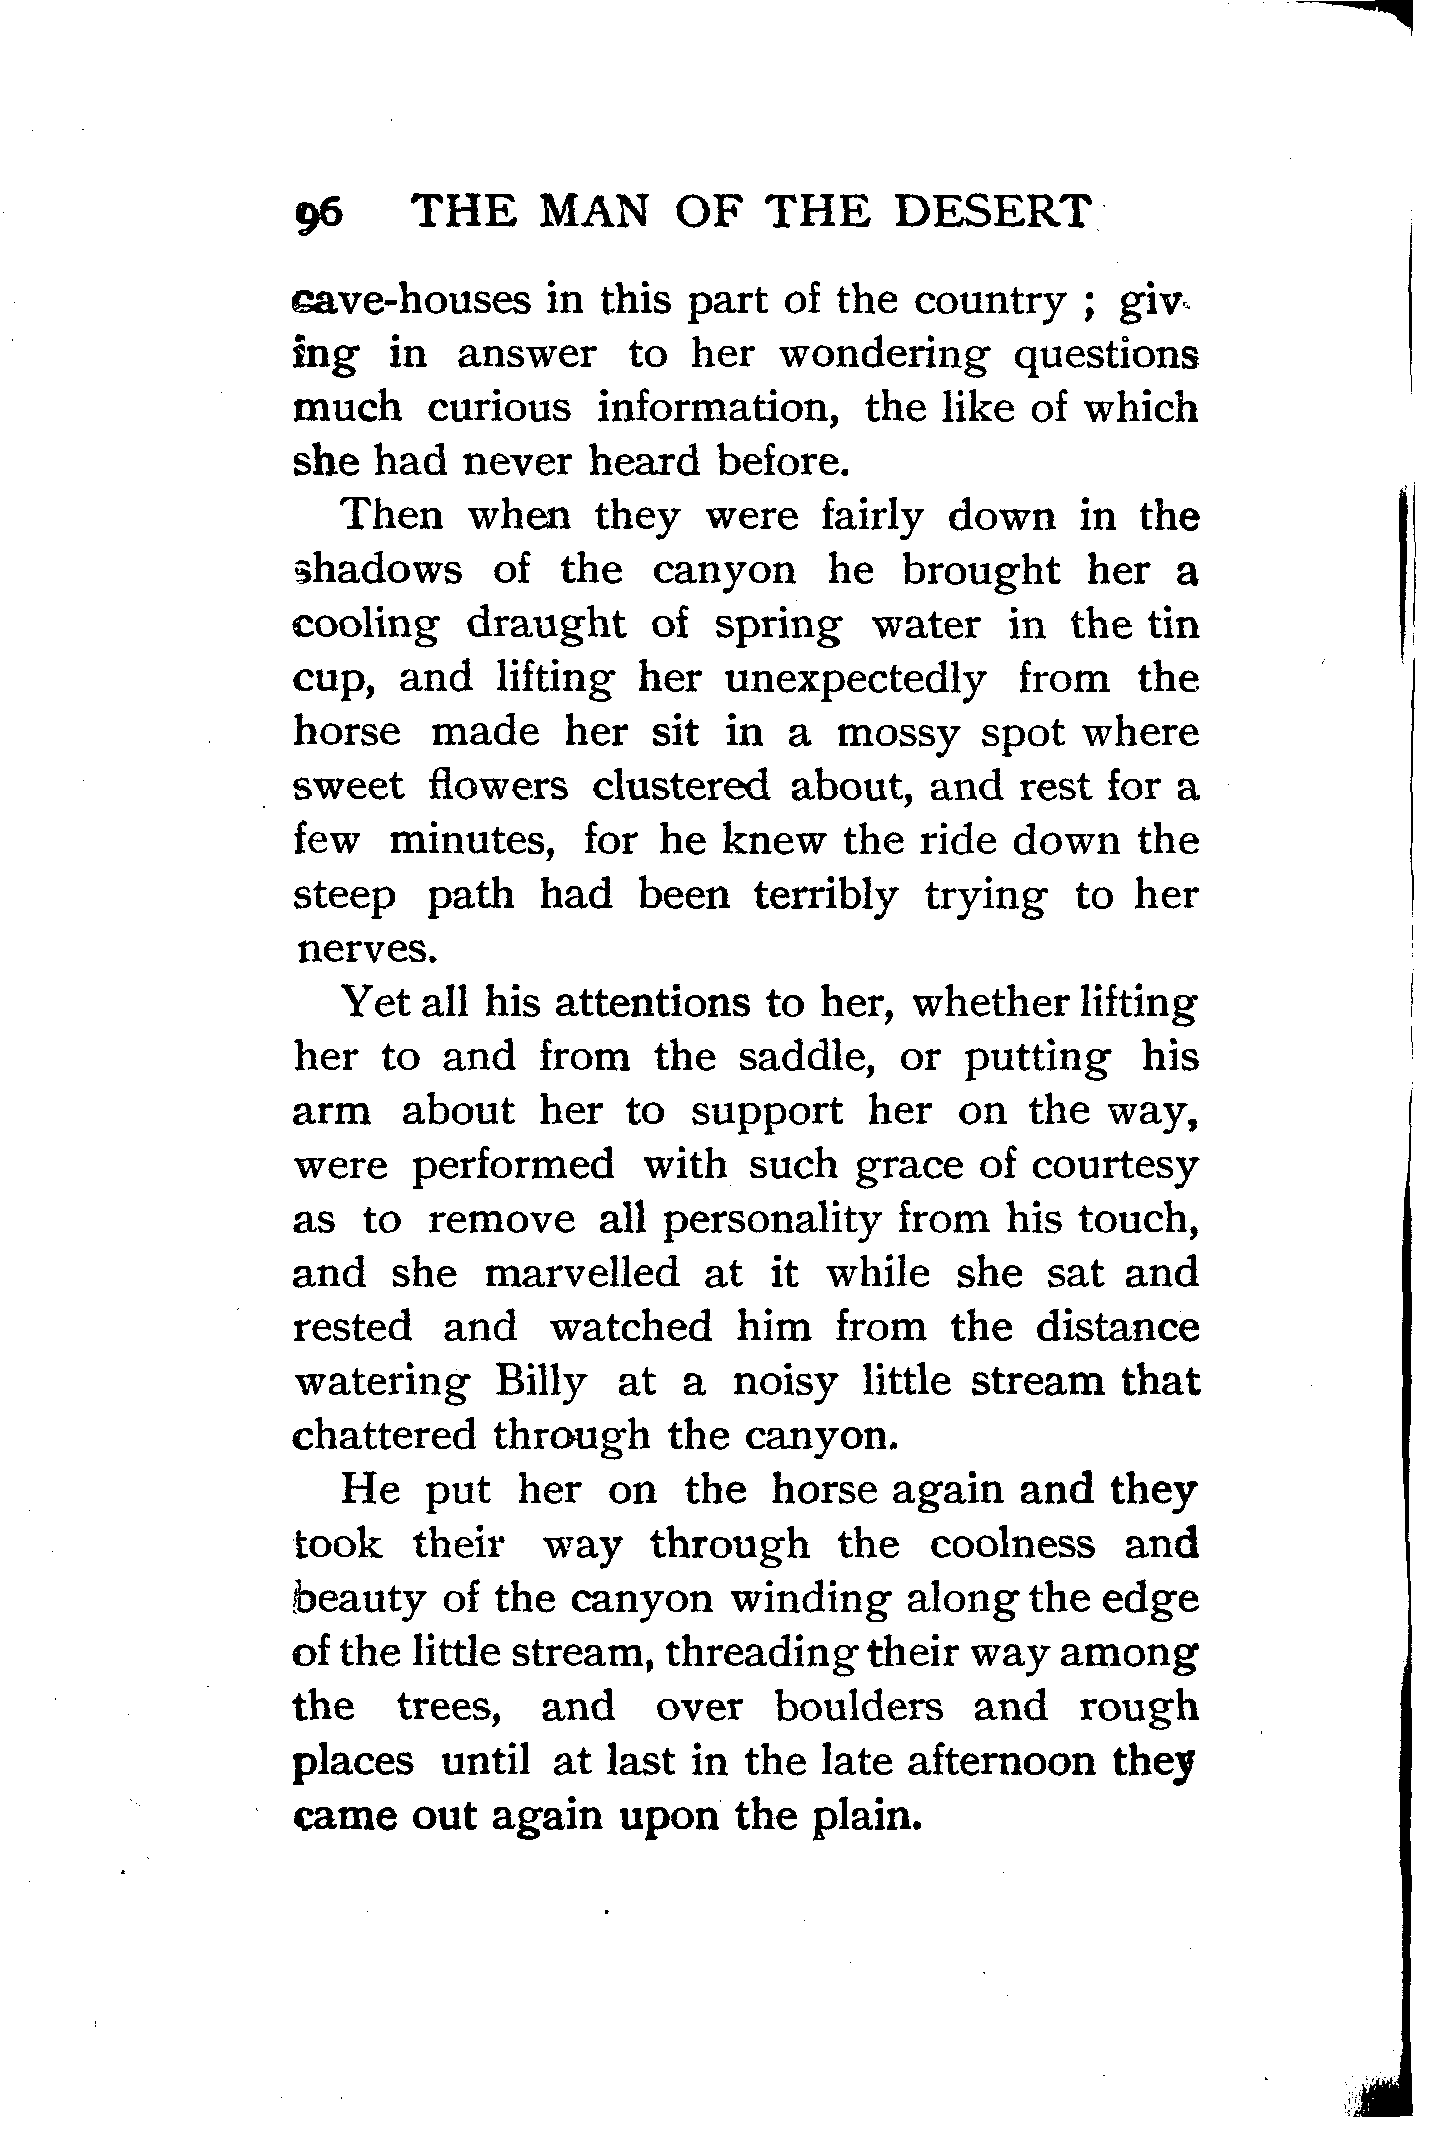 96 THE MAN OF THE DESERT
cave-houses in this part of the country ; giv-
ing in answer to her wondering questions
much curious information, the like of which
she had never heard before.
Then when they were fairly down in the
shadows of the canyon he brought her a
cooling draught of spring water in the tin
cup, and lifting her unexpectedly from the
horse made her sit in a mossy spot where
sweet flowers clustered about, and rest for a
few minutes, for he knew the ride down the
steep path had been terribly trying to her
nerves.
Yet all his attentions to her, whether lifting
her to and from the saddle, or putting his
arm about her to support her on the way,
were performed with such grace of courtesy
as to remove all personality from his touch,
and she marvelled at it while she sat and
rested and watched him from the distance
watering Billy at a noisy little stream that
chattered through the canyon.
He put her on the horse again and they
took their way through the coolness and
beauty of the canyon winding along the edge
of the little stream, threading their way among
the trees, and over boulders and rough
places until at last in the late afternoon they
came out again upon the plain.